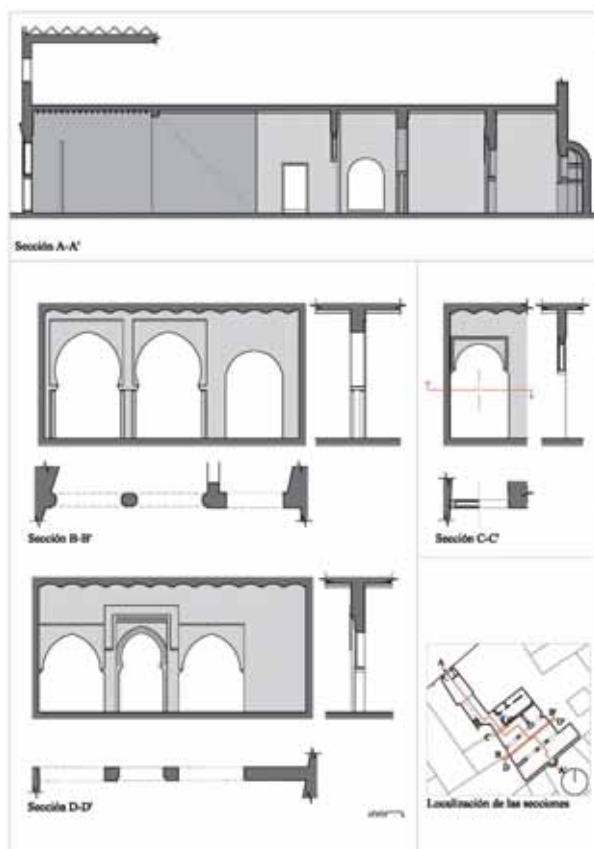 Sección A-A'
Sección B-B'
Sección C-C'
Sección D-D'
Localización de las secciones